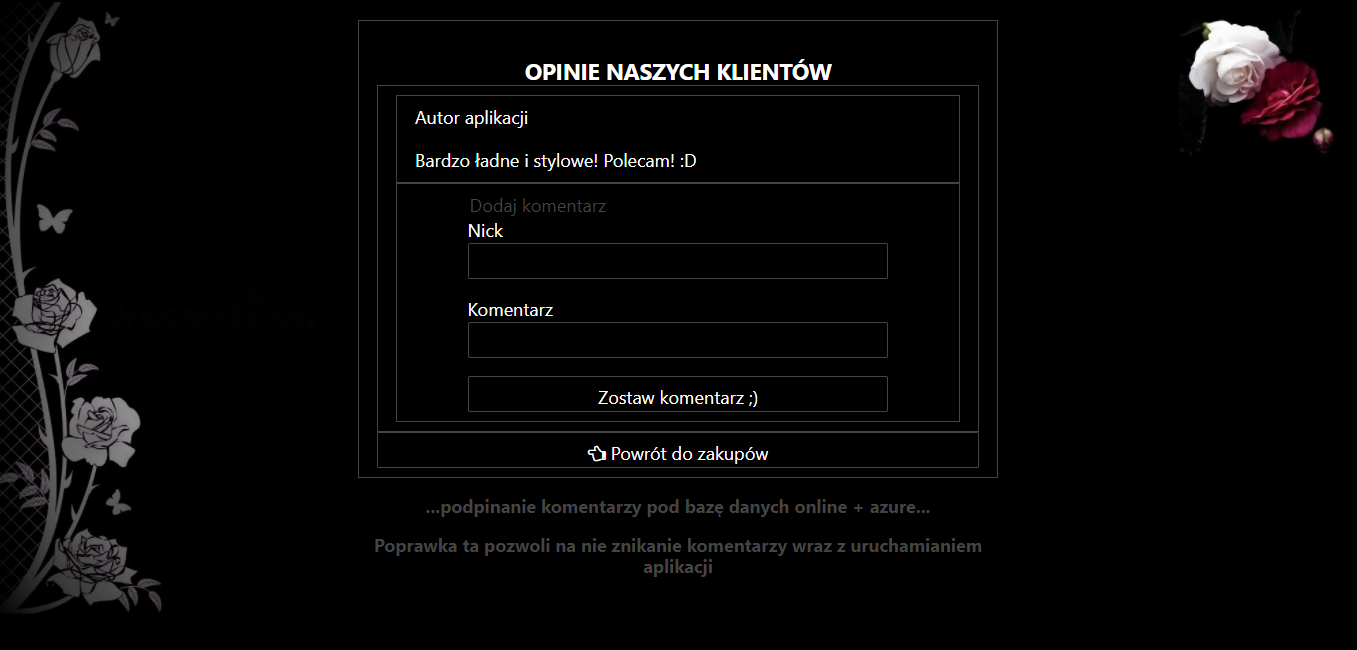 OPINIE NASZYCH KLIENTÓW
Autor aplikacji
Bardzo ładne i stylowe! Polecam! :D
Dodaj komentarz
Nick
Komentarz
Zostaw komentarz ;)
Powrót do zakupów
...podpinanie komentarzy pod bazę danych online + azure...
Poprawka ta pozwoli na nie znikanie komentarzy wraz z uruchamianiem
aplikacji